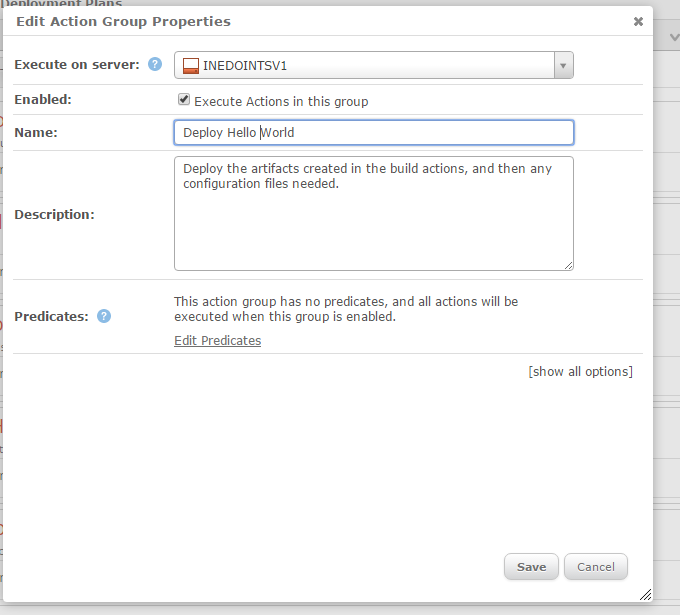 Deployment Plans
Edit Action Group Properties
Execute on server: ? INEDOINTSV1
Enabled: Execute Actions in this group
Name: Deploy Hello World
Description:
Deploy the artifacts created in the build actions, and then any
configuration files needed.
Predicates: ?
This action group has no predicates, and all actions will be
executed when this group is enabled.
Edit Predicates
[show all options]
Save Cancel